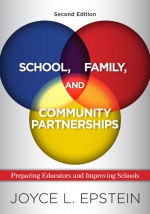 Second Edition
SCHOOL, FAMILY,
AND
COMMUNITY
PARTNERSHIPS
Preparing Educators and Improving Schools
JOYCE L. EPSTEIN